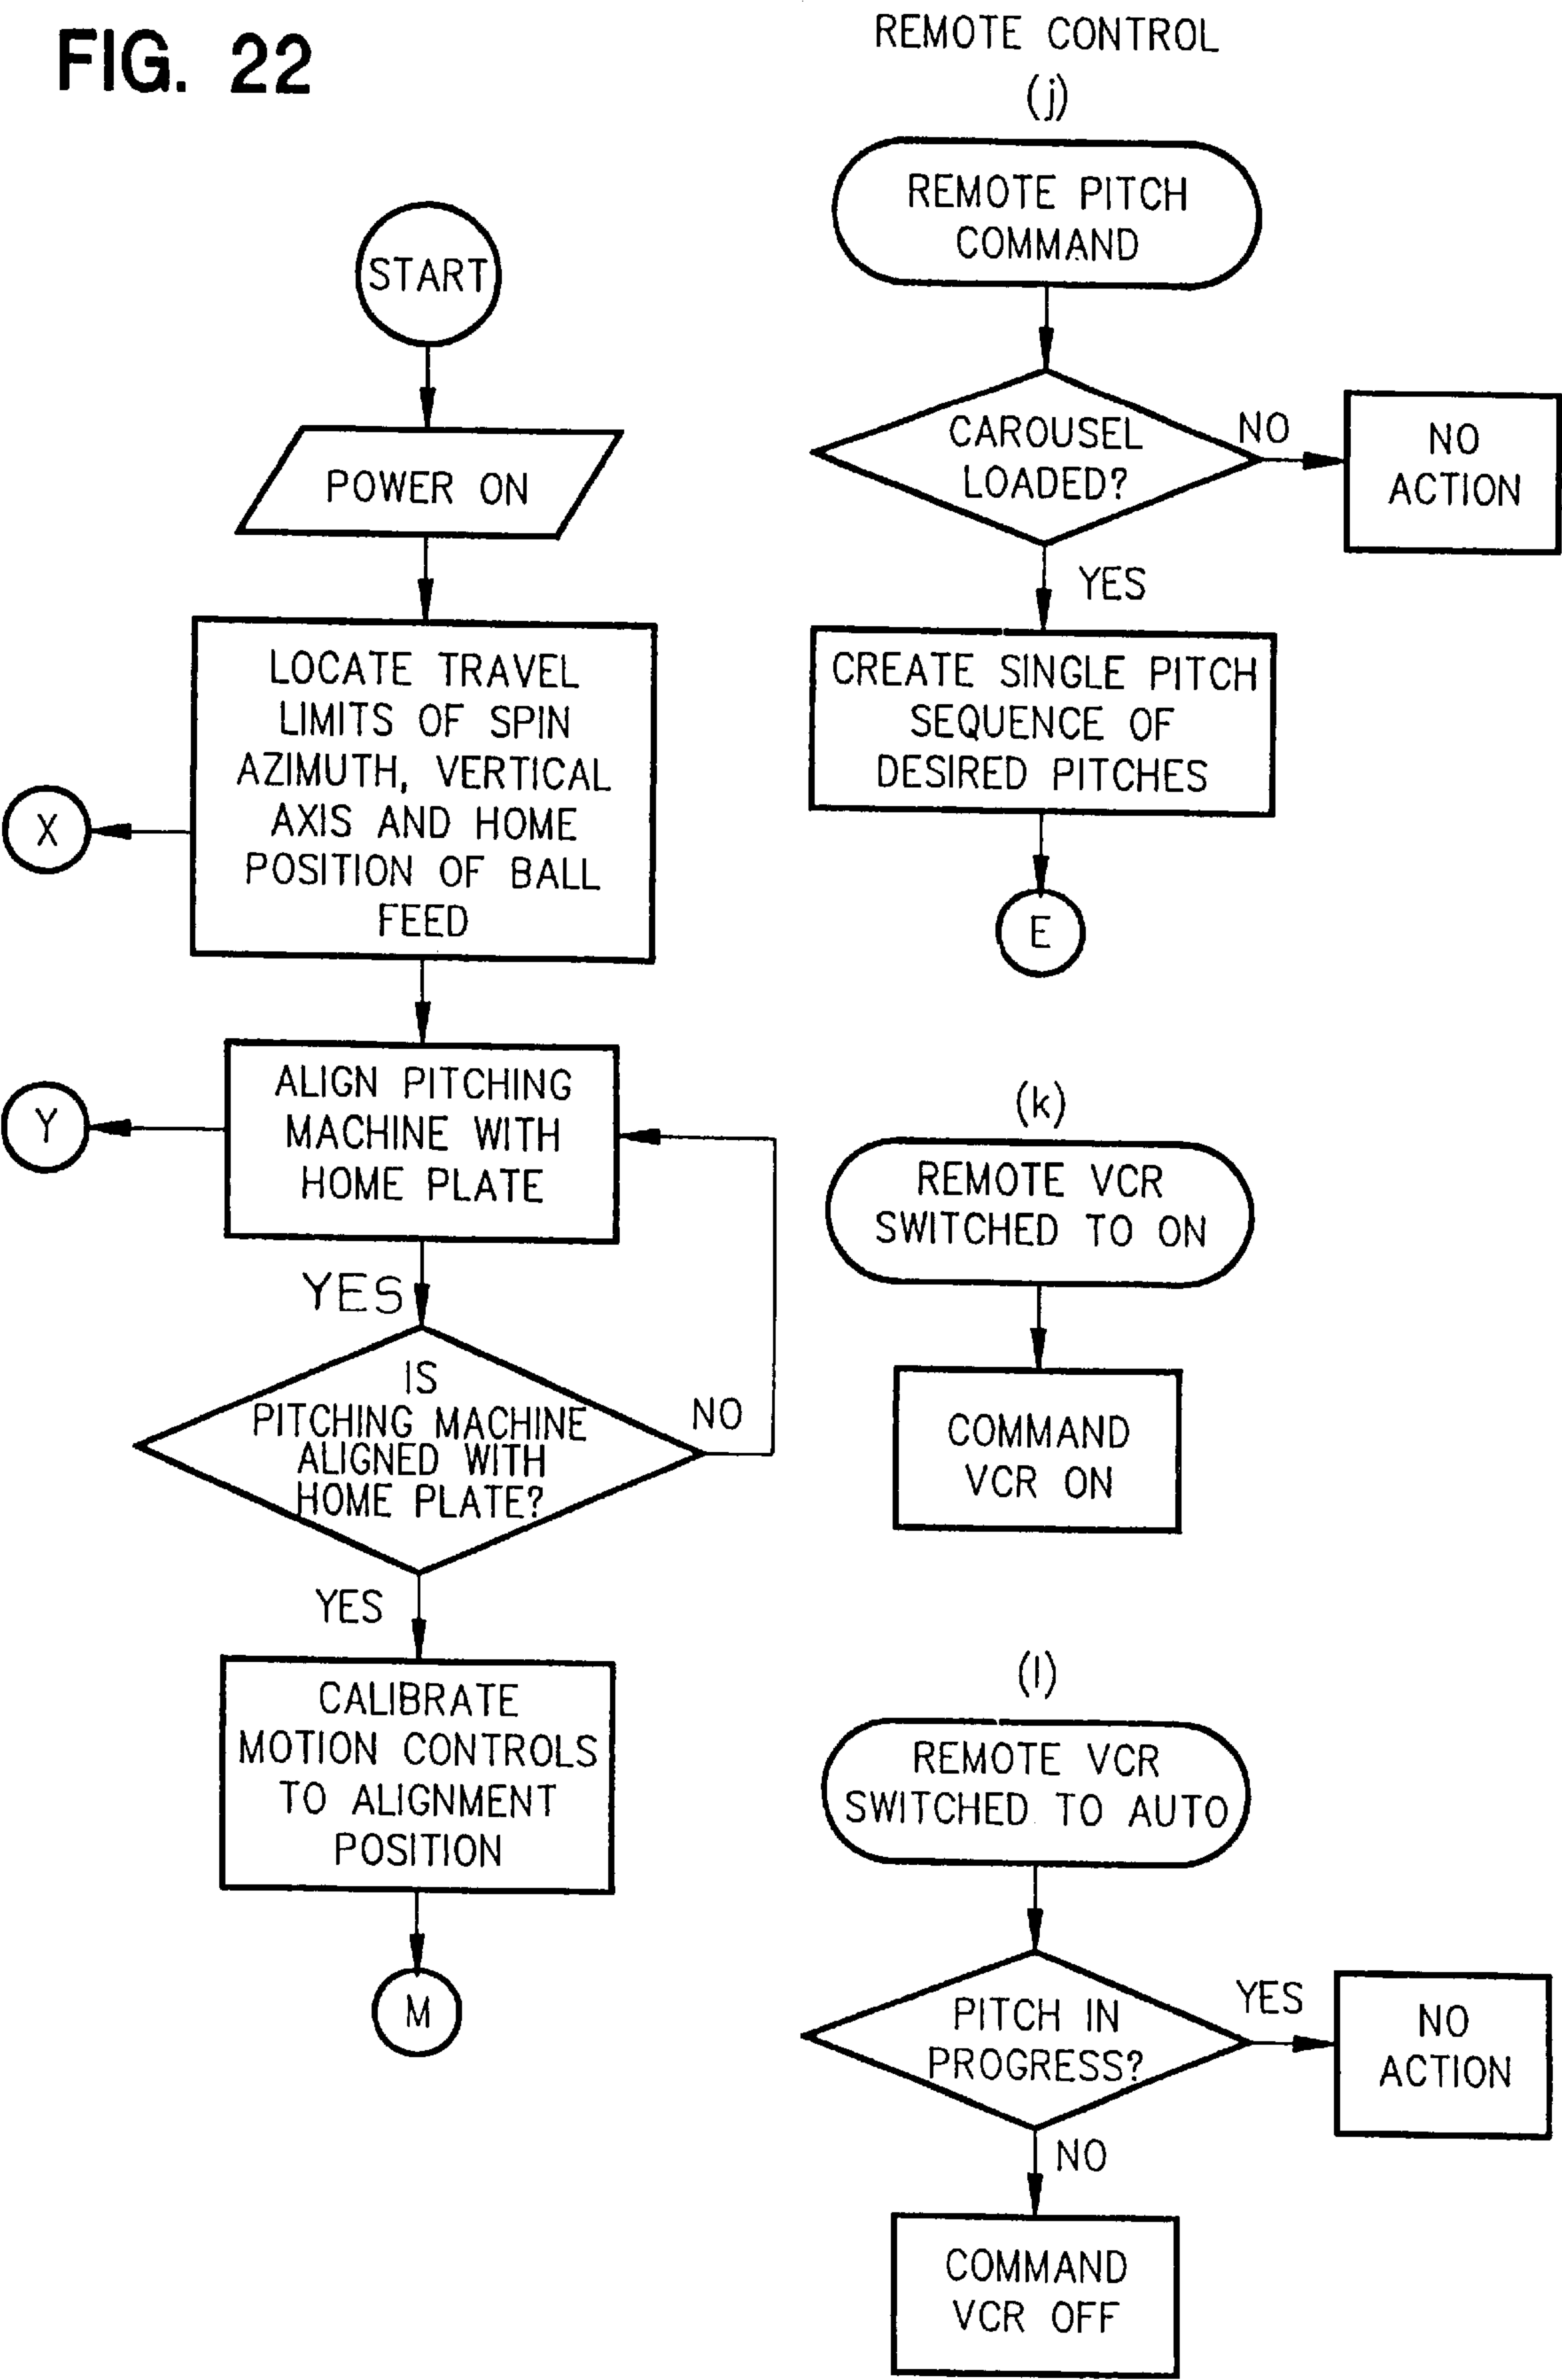 FIG. 22
START
POWER ON
LOCATE TRAVEL
LIMITS OF SPIN
AZIMUTH, VERTICAL
AXIS AND HOME
POSITION OF BALL
FEED
X
ALIGN PITCHING
MACHINE WITH
HOME PLATE
Y
YES
IS
PITCHING MACHINE
ALIGNED WITH
HOME PLATE?
NO
YES
CALIBRATE
MOTION CONTROLS
TO ALIGNMENT
POSITION
M
REMOTE CONTROL
(j)
REMOTE PITCH
COMMAND
CAROUSEL
LOADED?
NO
NO
ACTION
YES
CREATE SINGLE PITCH
SEQUENCE OF
DESIRED PITCHES
E
(k)
REMOTE VCR
SWITCHED TO ON
COMMAND
VCR ON
(l)
REMOTE VCR
SWITCHED TO AUTO
PITCH IN
PROGRESS?
YES
NO
ACTION
NO
COMMAND
VCR OFF